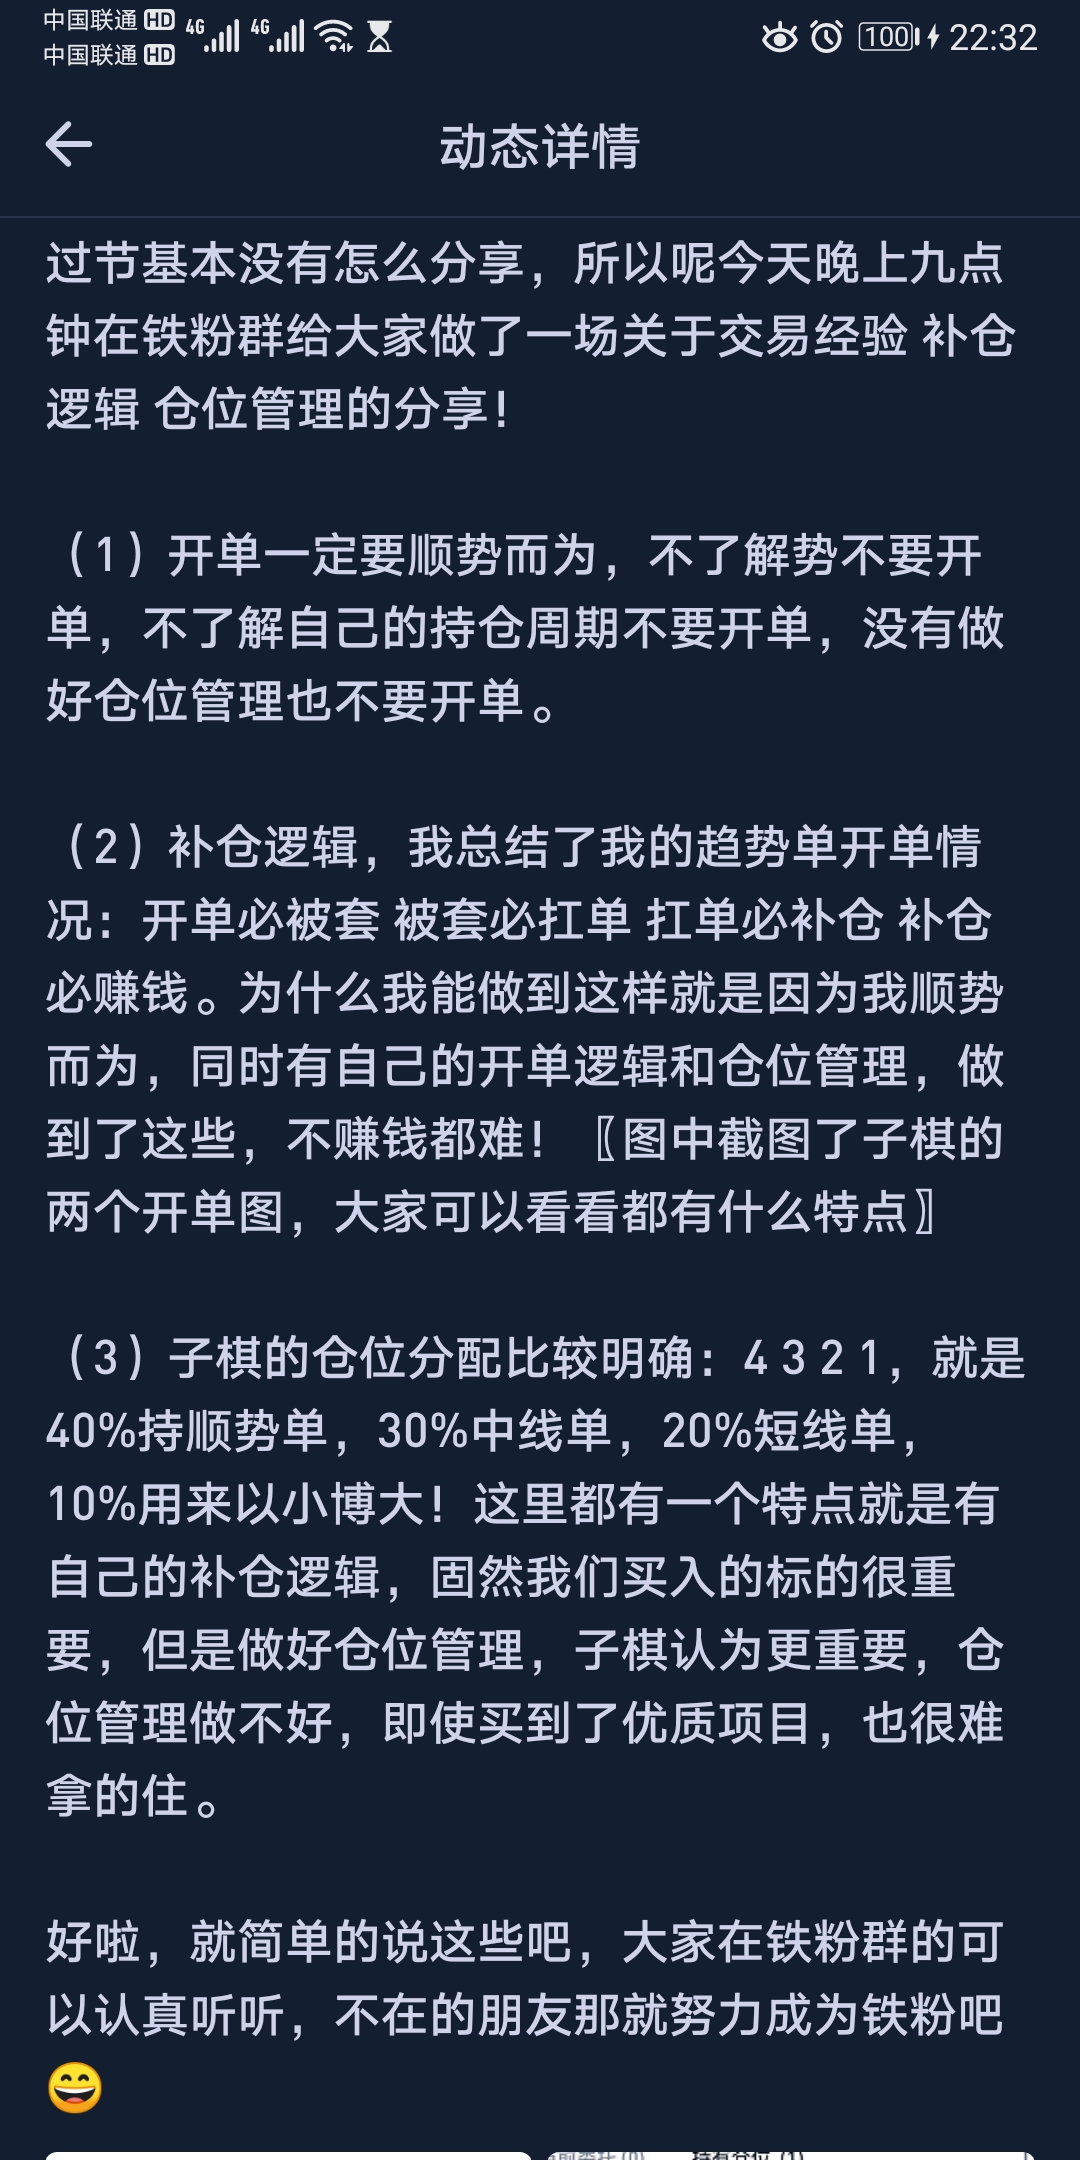 中国联通 HD 4G 4G 100 22:32
中国联通 HD
动态详情
过节基本没有怎么分享，所以呢今天晚上九点
钟在铁粉群给大家做了一场关于交易经验 补仓
逻辑 仓位管理的分享！
（1）开单一定要顺势而为，不了解势不要开
单，不了解自己的持仓周期不要开单，没有做
好仓位管理也不要开单。
（2）补仓逻辑，我总结了我的趋势单开单情
况：开单必被套 被套必扛单 扛单必补仓 补仓
必赚钱。为什么我能做到这样就是因为我顺势
而为，同时有自己的开单逻辑和仓位管理，做
到了这些，不赚钱都难！〖图中截图了子棋的
两个开单图，大家可以看看都有什么特点〗
（3）子棋的仓位分配比较明确：4 3 2 1，就是
40%持顺势单，30%中线单，20%短线单，
10%用来以小博大！这里都有一个特点就是有
自己的补仓逻辑，固然我们买入的标的很重
要，但是做好仓位管理，子棋认为更重要，仓
位管理做不好，即使买到了优质项目，也很难
拿的住。
好啦，就简单的说这些吧，大家在铁粉群的可
以认真听听，不在的朋友那就努力成为铁粉吧
😄